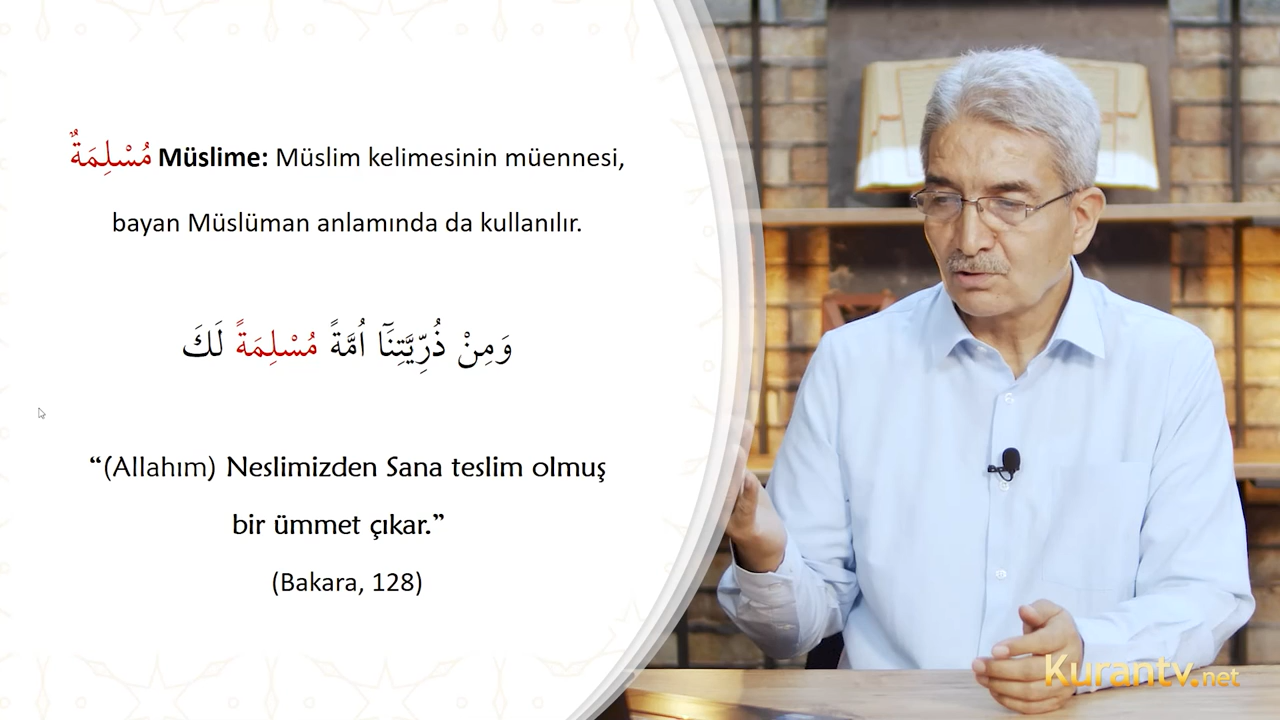 مُسْلِمَةٌ Müslime: Müslim kelimesinin müennesi,
bayan Müslüman anlamında da kullanılır.
وَمِنْ ذُرِّيَّتِنَٓا اُمَّةً مُسْلِمَةً لَكَ
“(Allahım) Neslimizden Sana teslim olmuş
bir ümmet çıkar.”
(Bakara, 128)
Kurantv.net